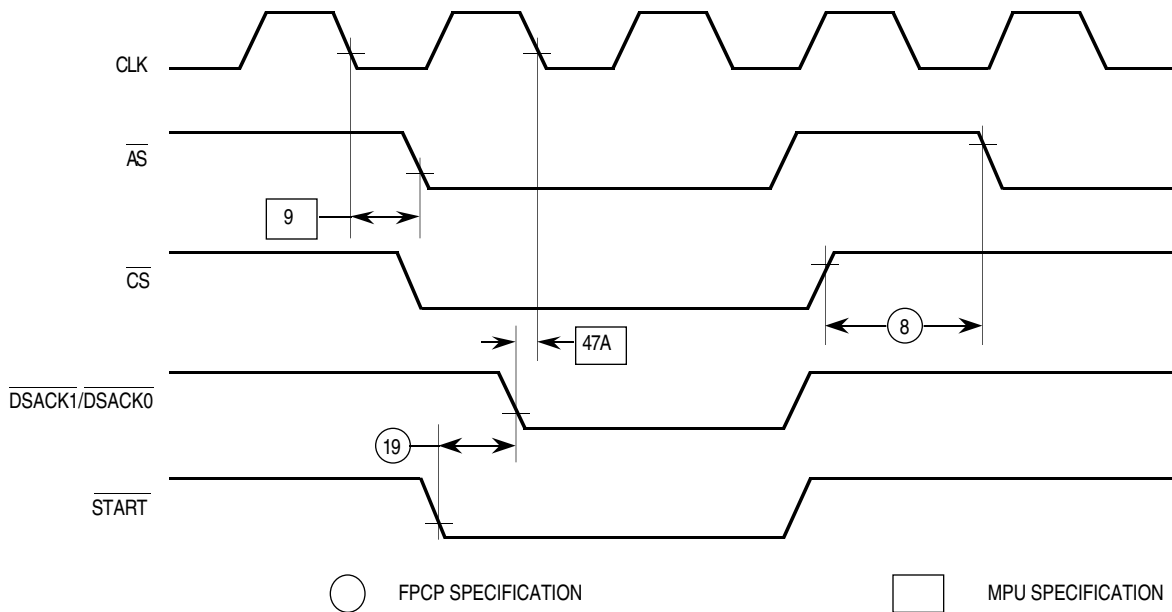 CLK
AS
9
CS
8
47A
DSACK1/DSACK0
19
START
FPCP SPECIFICATION
MPU SPECIFICATION